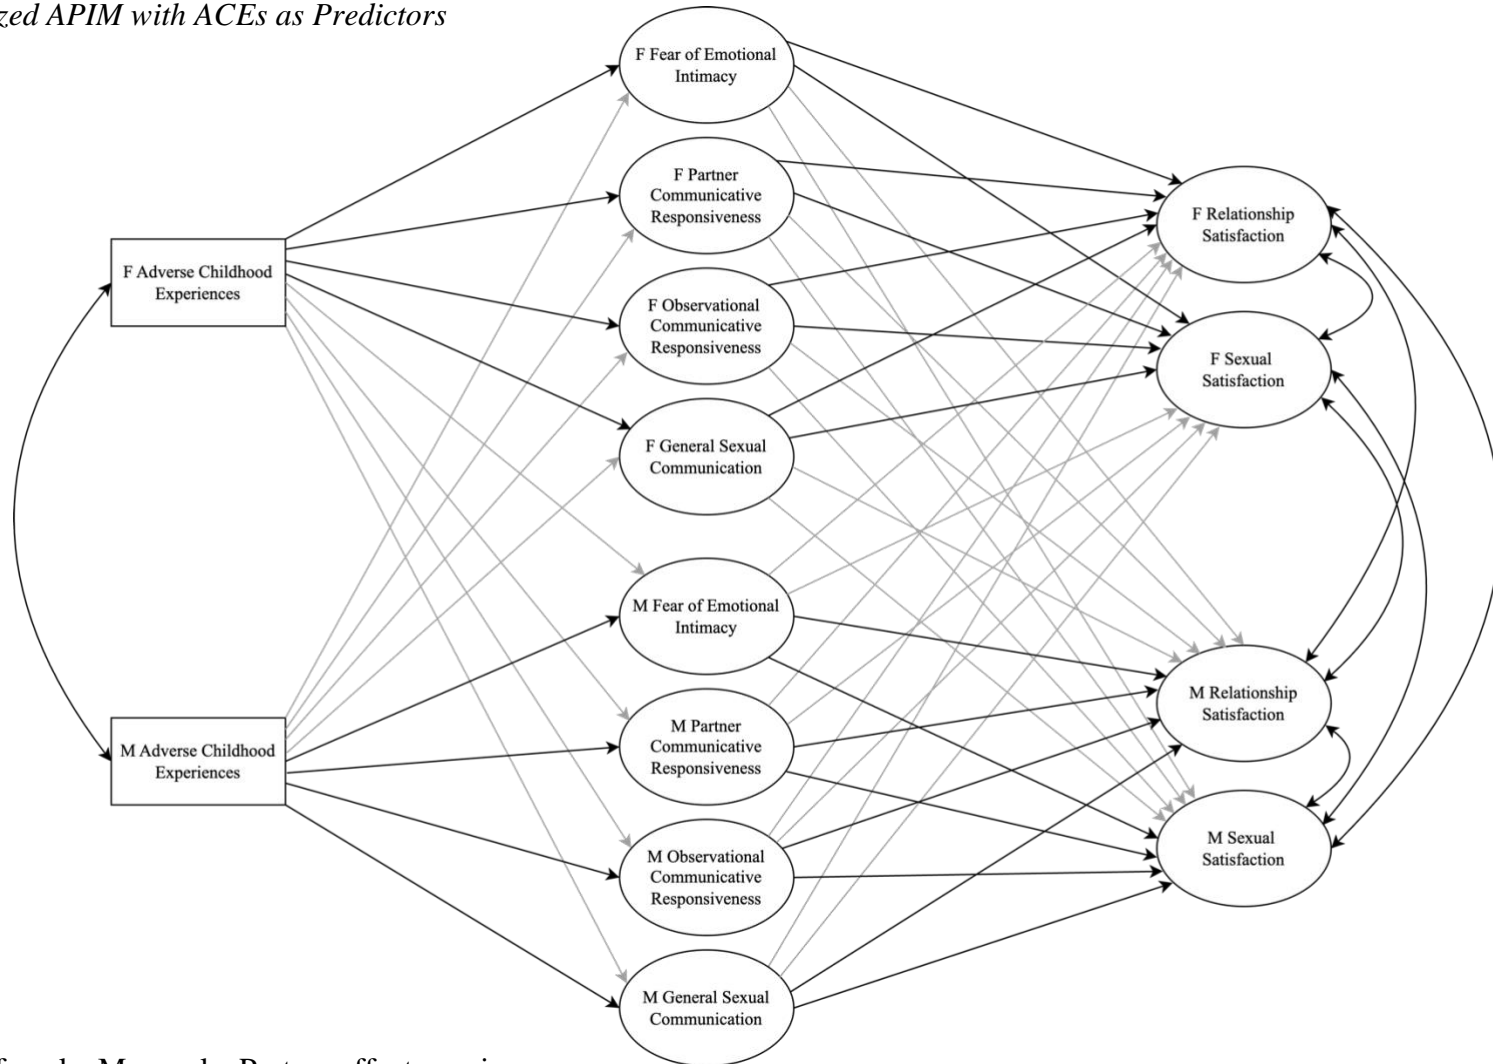 APIM with ACEs as Predictors
F Fear of Emotional
Intimacy
F Partner
Communicative
Responsiveness
F Observational
Communicative
Responsiveness
F General Sexual
Communication
F Adverse Childhood
Experiences
M Adverse Childhood
Experiences
M Fear of Emotional
Intimacy
M Partner
Communicative
Responsiveness
M Observational
Communicative
Responsiveness
M General Sexual
Communication
F Relationship
Satisfaction
F Sexual
Satisfaction
M Relationship
Satisfaction
M Sexual
Satisfaction